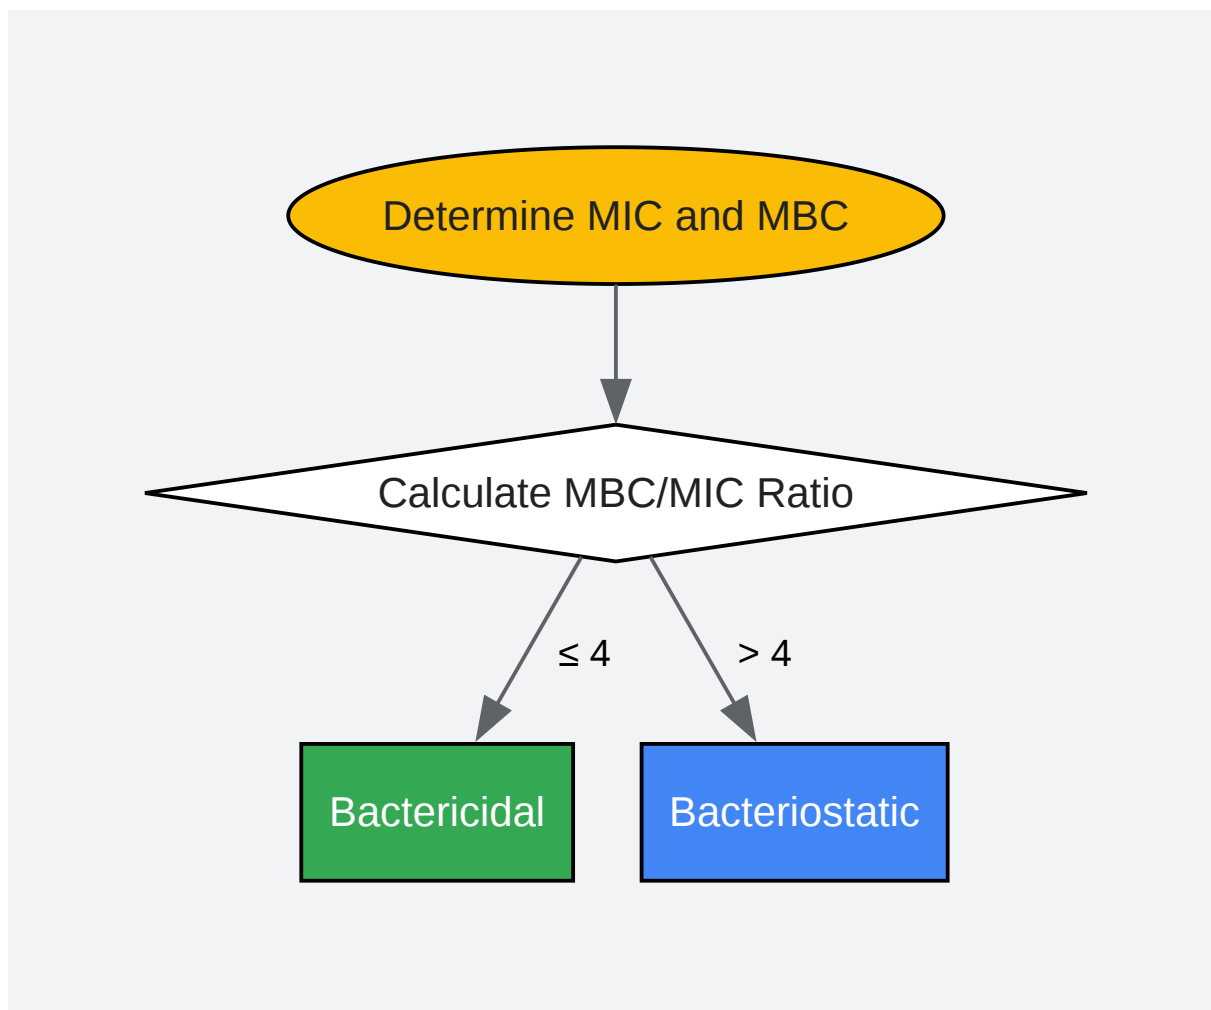 Determine MIC and MBC
Calculate MBC/MIC Ratio
≤ 4
> 4
Bactericidal
Bacteriostatic